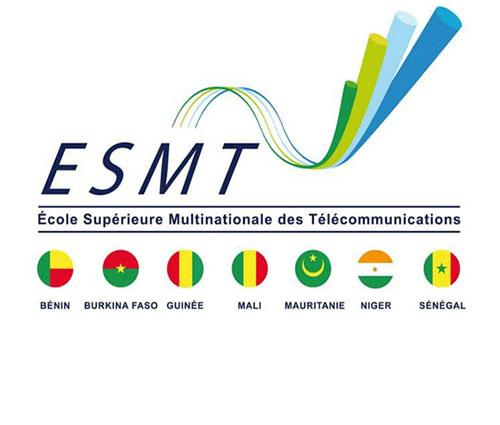 ESMT
École Supérieure Multinationale des Télécommunications
BÉNIN BURKINA FASO GUINÉE MALI MAURITANIE NIGER SÉNÉGAL